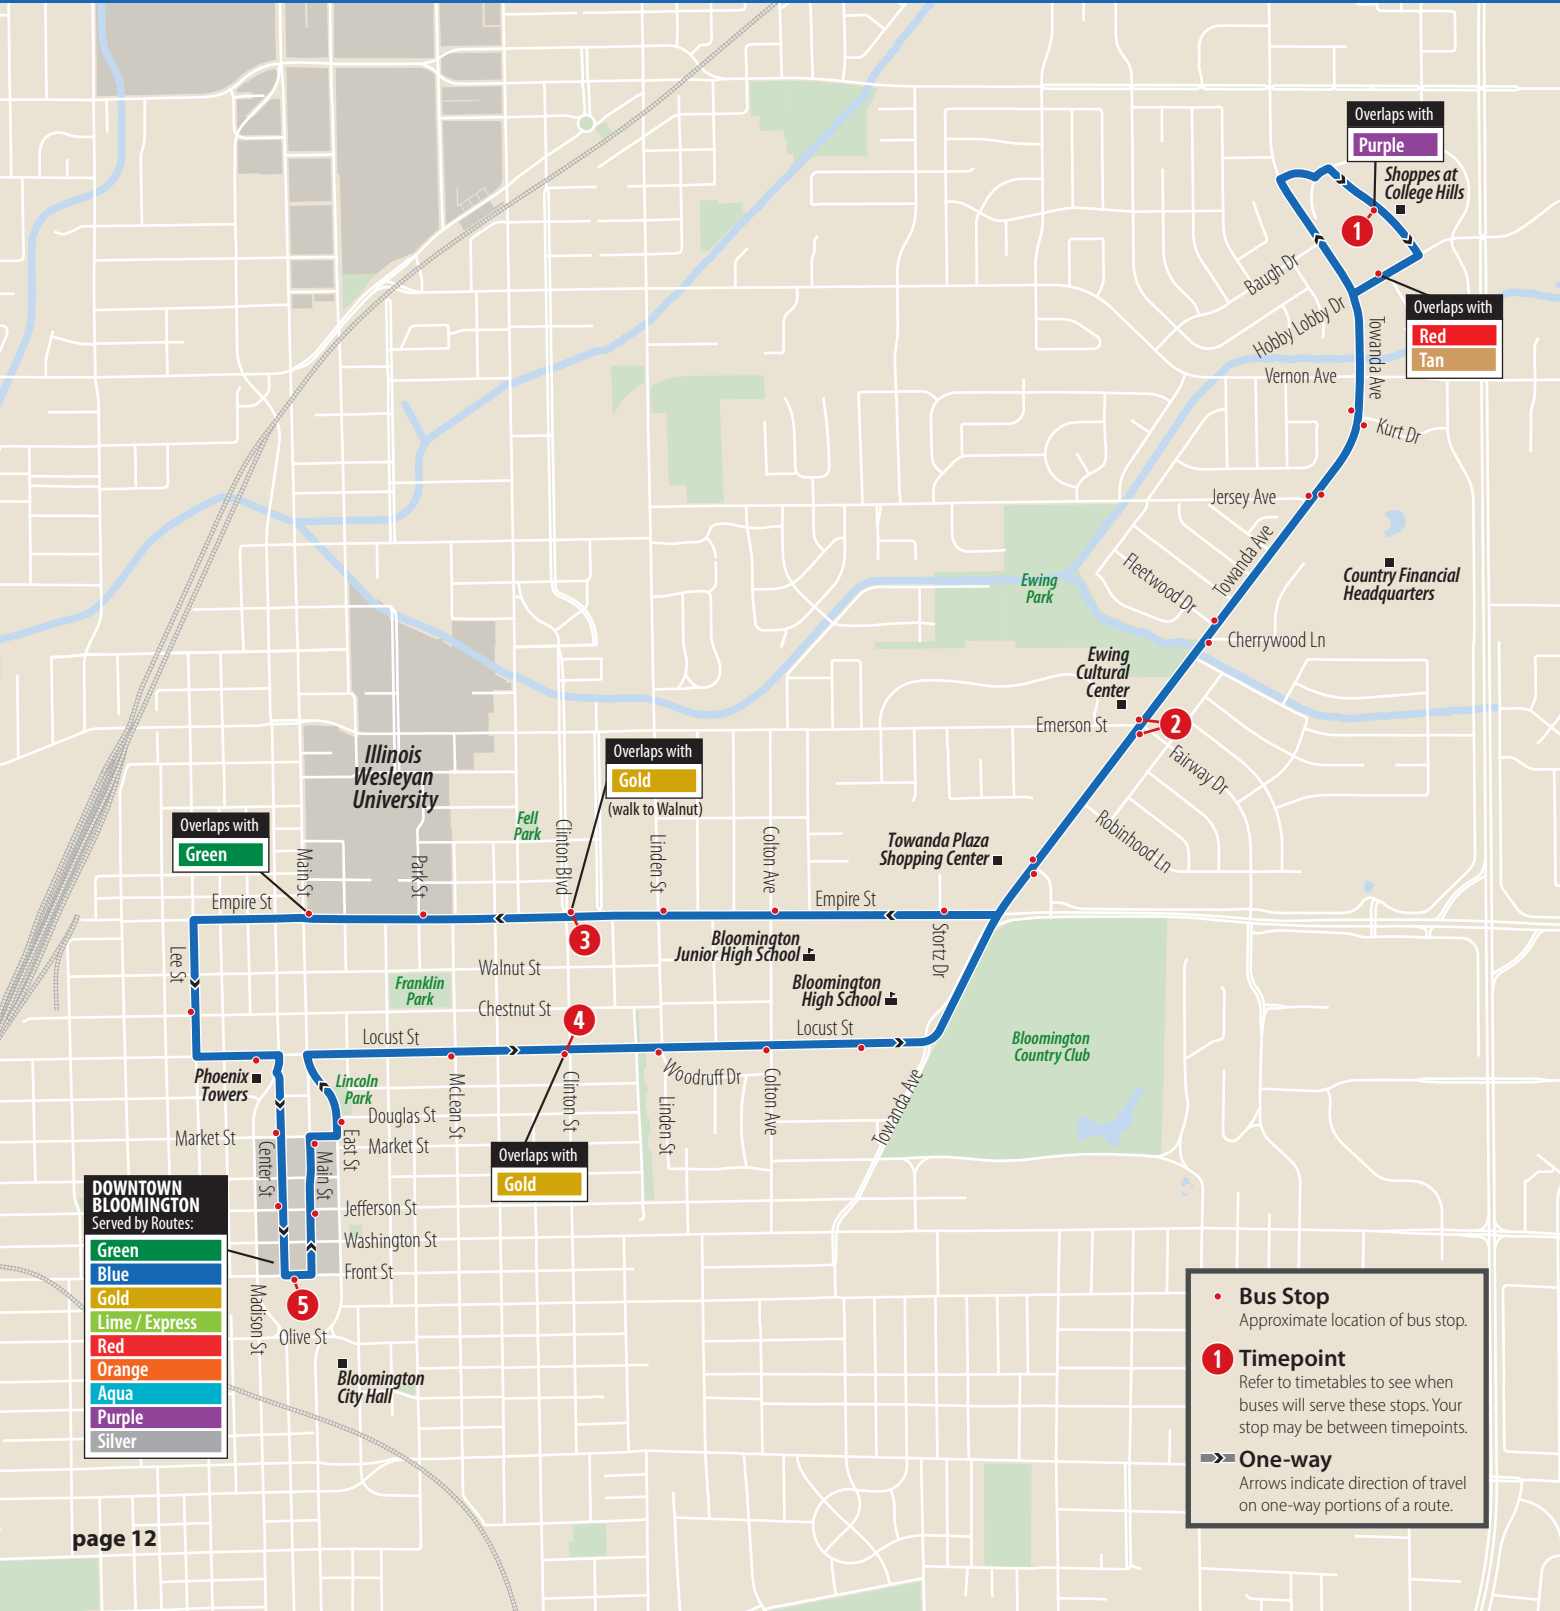 Overlaps with
Purple
Shoppes at
College Hills
1
Baugh Dr
Hobby Lobby Dr
Towanda Ave
Overlaps with
Red
Tan
Vernon Ave
Kurt Dr
Jersey Ave
Towanda Ave
Fleetwood Dr
Country Financial
Headquarters
Ewing
Park
Cherrywood Ln
Ewing
Cultural
Center
Emerson St
2
Fairway Dr
Robinhood Ln
Illinois
Wesleyan
University
Overlaps with
Gold
(walk to Walnut)
Fell
Park
Clinton Blvd
Linden St
Colton Ave
Towanda Plaza
Shopping Center
Overlaps with
Green
Main St
Park St
Empire St
Empire St
3
Stortz Dr
Bloomington
Junior High School
Lee St
Walnut St
Franklin
Park
Bloomington
High School
Chestnut St
4
Locust St
Locust St
Bloomington
Country Club
Phoenix
Towers
Lincoln
Park
McLean St
Clinton St
Woodruff Dr
Linden St
Colton Ave
Towanda Ave
Douglas St
Market St
Market St
Center St
Main St
East St
Overlaps with
Gold
Jefferson St
Washington St
Front St
DOWNTOWN
BLOOMINGTON
Served by Routes:
Green
Blue
Gold
Lime / Express
Red
Orange
Aqua
Purple
Silver
Madison St
5
Olive St
Bloomington
City Hall
Bus Stop
Approximate location of bus stop.
1 Timepoint
Refer to timetables to see when
buses will serve these stops. Your
stop may be between timepoints.
One-way
Arrows indicate direction of travel
on one-way portions of a route.
page 12